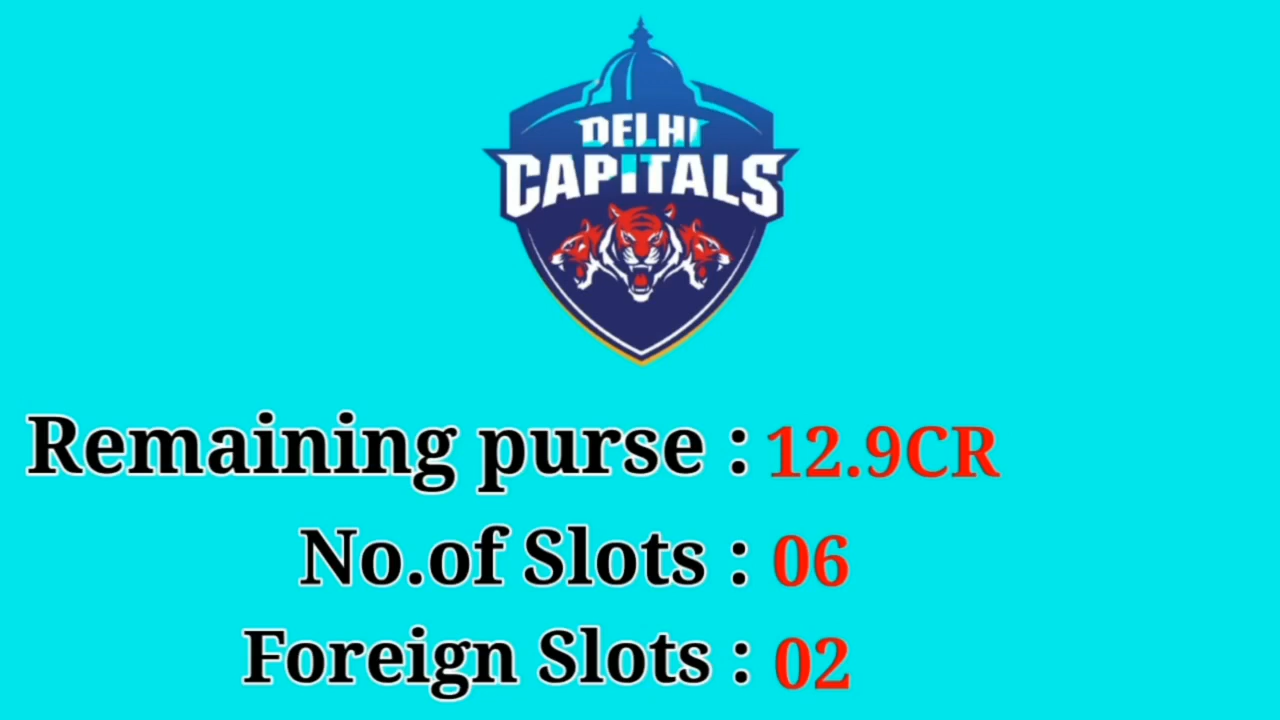 DELHI
CAPITALS
Remaining purse : 12.9CR
No.of Slots : 06
Foreign Slots : 02